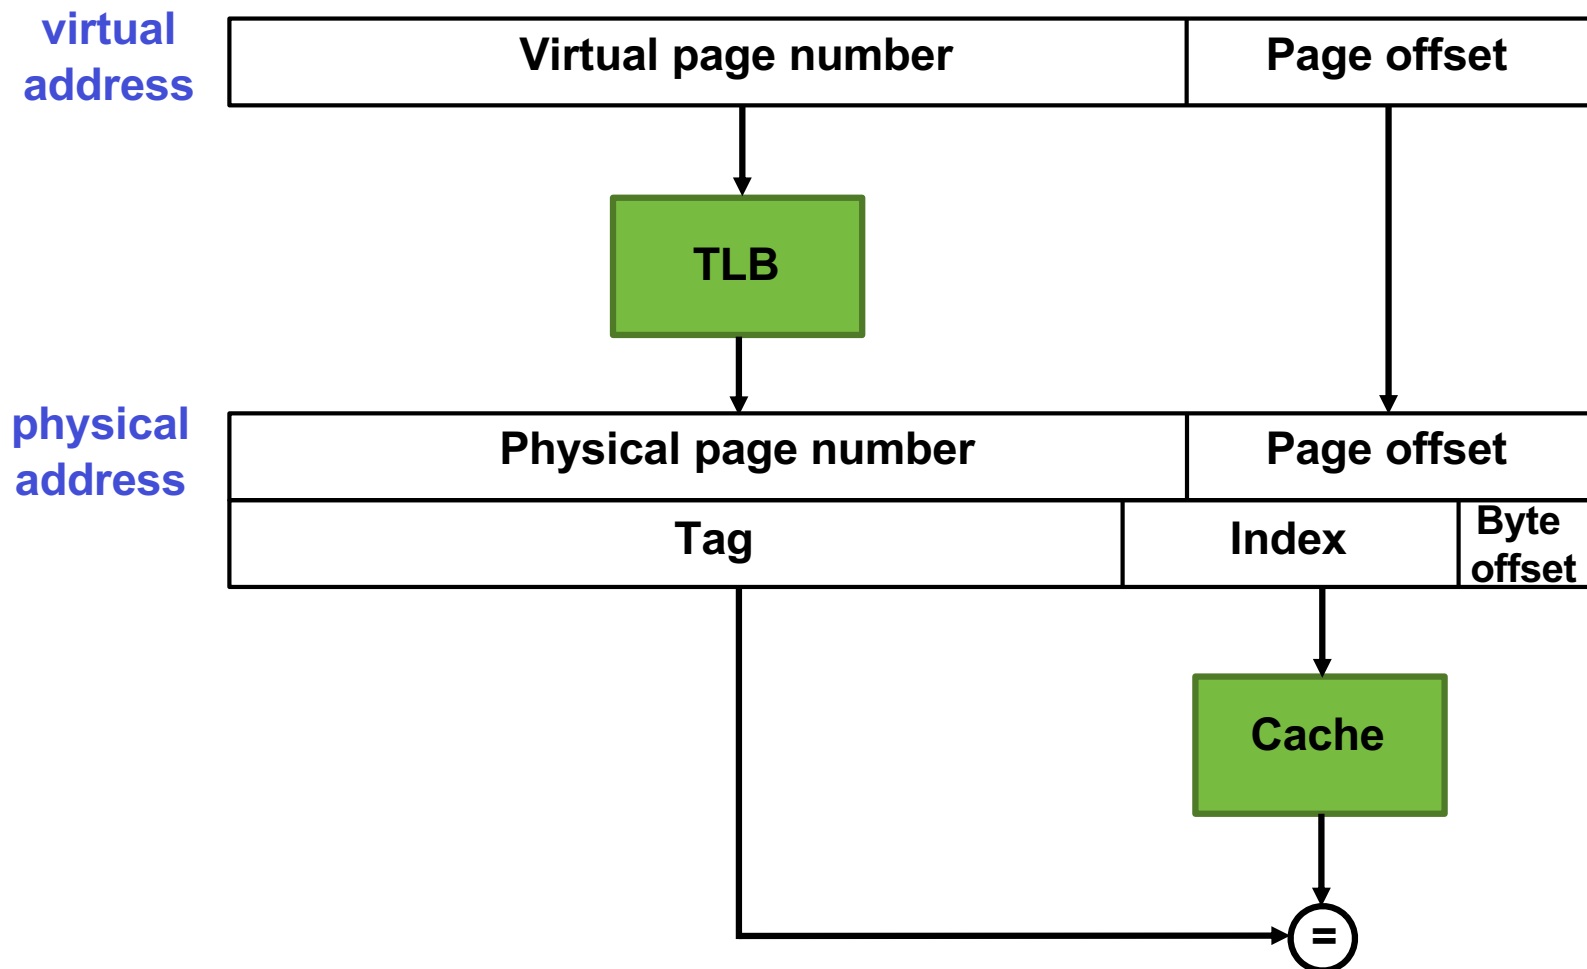 virtual
address
Virtual page number
Page offset
TLB
physical
address
Physical page number
Page offset
Tag
Index
Byte
offset
Cache
=